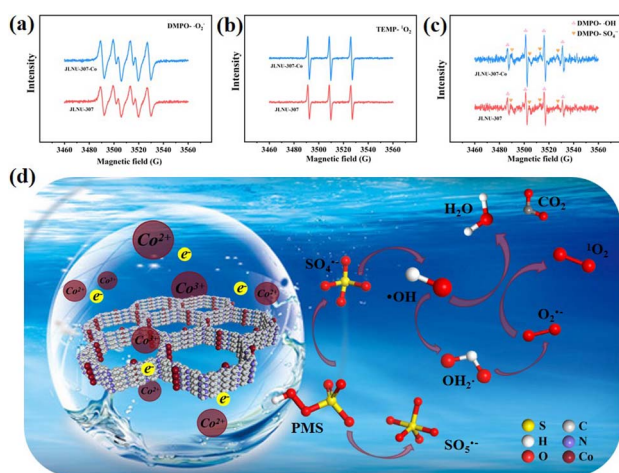 (a)
DMPO- ·O₂⁻
Intensity
JLNU-307-Co
JLNU-307
3460 3480 3500 3520 3540 3560
Magnetic field (G)
(b)
TEMP- ¹O₂
Intensity
JLNU-307-Co
JLNU-307
3460 3480 3500 3520 3540 3560
Magnetic field (G)
(c)
DMPO- ·OH
DMPO- SO₄·⁻
Intensity
JLNU-307-Co
JLNU-307
3460 3480 3500 3520 3540 3560
Magnetic field (G)
(d)
Co²⁺
e⁻
Co²⁺
Co³⁺
Co²⁺
e⁻
e⁻
Co²⁺
Co³⁺
e⁻
Co²⁺
e⁻
Co²⁺
H₂O
CO₂
SO₄•⁻
•OH
¹O₂
O₂•⁻
OH₂·
PMS
SO₅•⁻
S C
H N
O Co